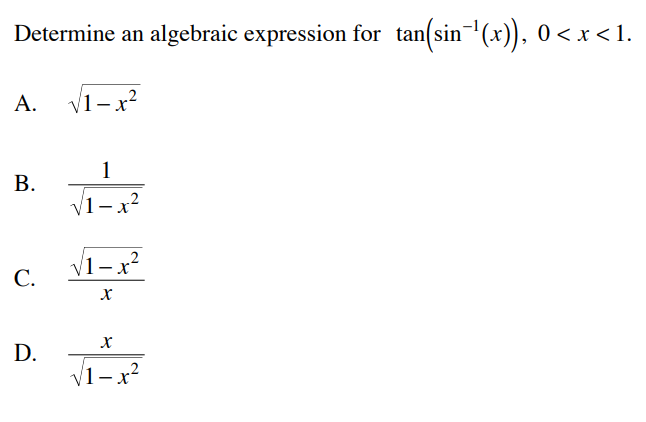 Determine an algebraic expression for tan(sin⁻¹(x)), 0 < x < 1.
A. √(1 − x²)
B. 1/√(1 − x²)
C. √(1 − x²)/x
D. x/√(1 − x²)